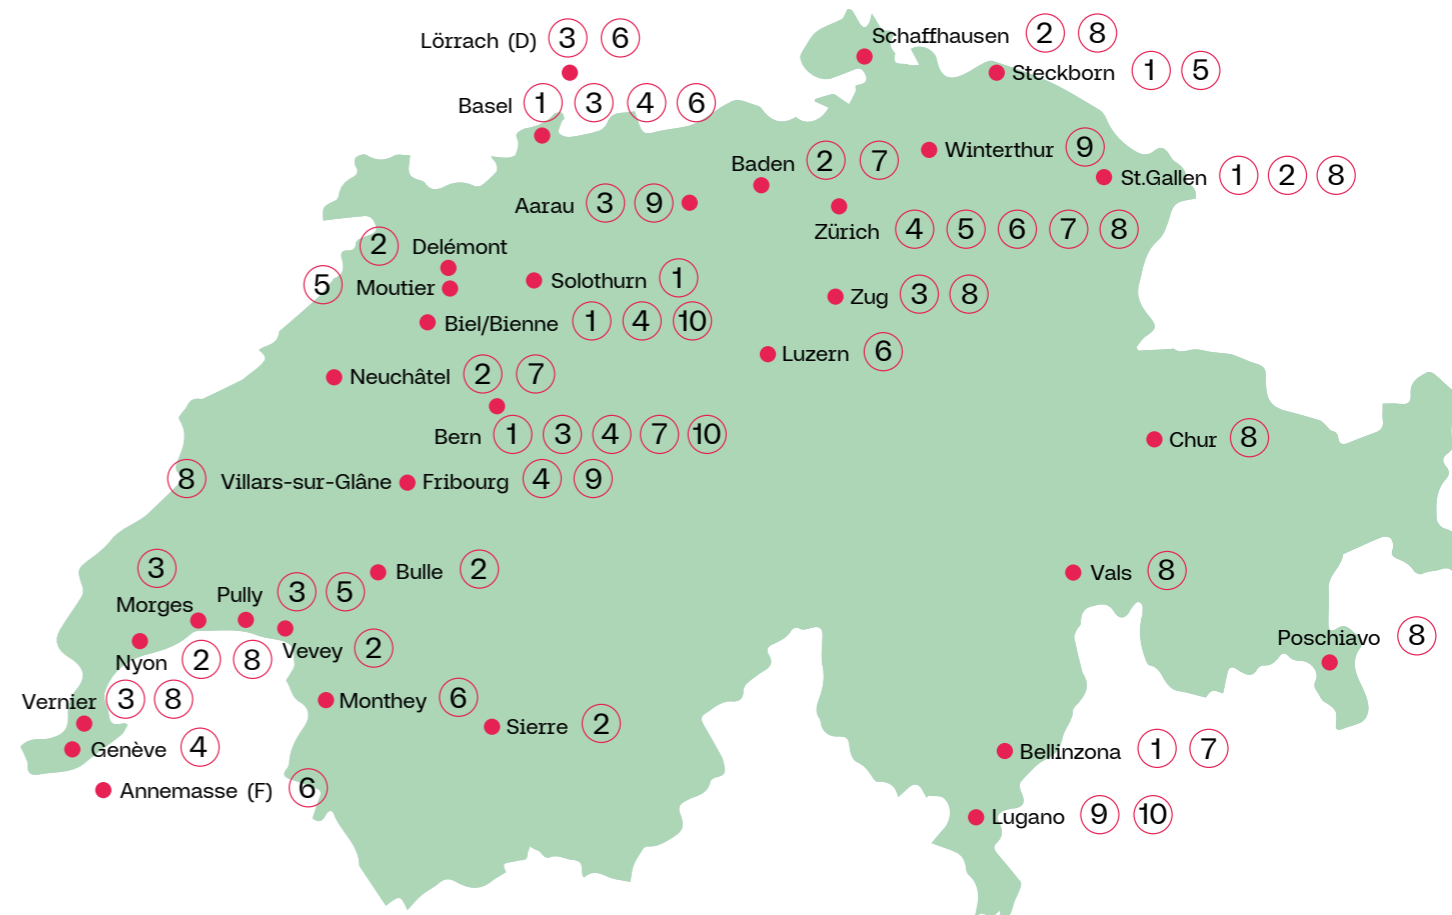 Lörrach (D) 3 6
Schaffhausen 2 8
Steckborn 1 5
Basel 1 3 4 6
Winterthur 9
Baden 2 7
St.Gallen 1 2 8
Aarau 3 9
Zürich 4 5 6 7 8
2 Delémont
Solothurn 1
5 Moutier
Zug 3 8
Biel/Bienne 1 4 10
Luzern 6
Neuchâtel 2 7
Bern 1 3 4 7 10
Chur 8
8 Villars-sur-Glâne
Fribourg 4 9
3
Morges
Bulle 2
Vals 8
Pully 3 5
Poschiavo 8
Vevey 2
Nyon 2 8
Vernier 3 8
Monthey 6
Sierre 2
Genève 4
Bellinzona 1 7
Annemasse (F) 6
Lugano 9 10